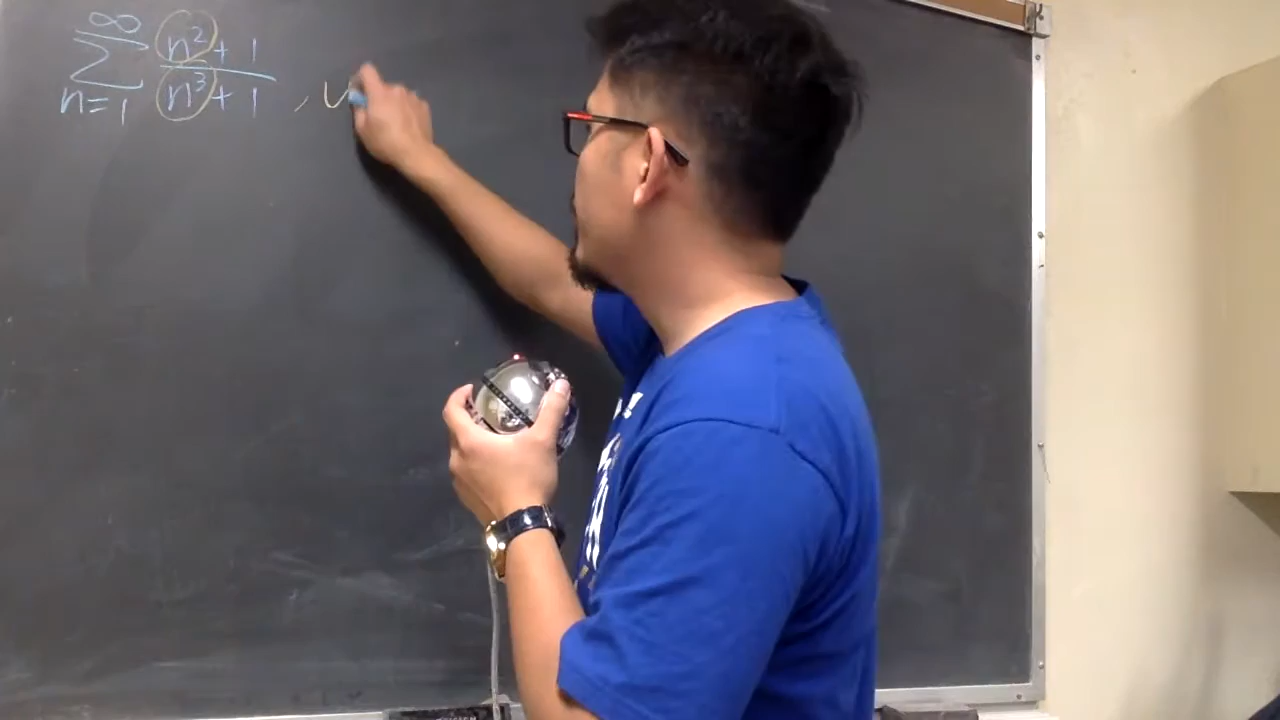 ∞
Σ n² + 1 / n³ + 1 , u
n = 1